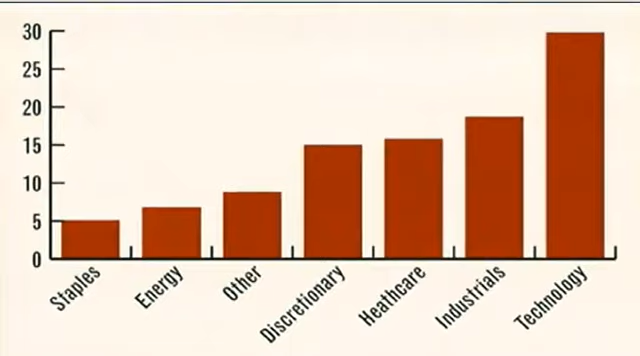 30
25
20
15
10
5
0
Staples
Energy
Other
Discretionary
Heathcare
Industrials
Technology